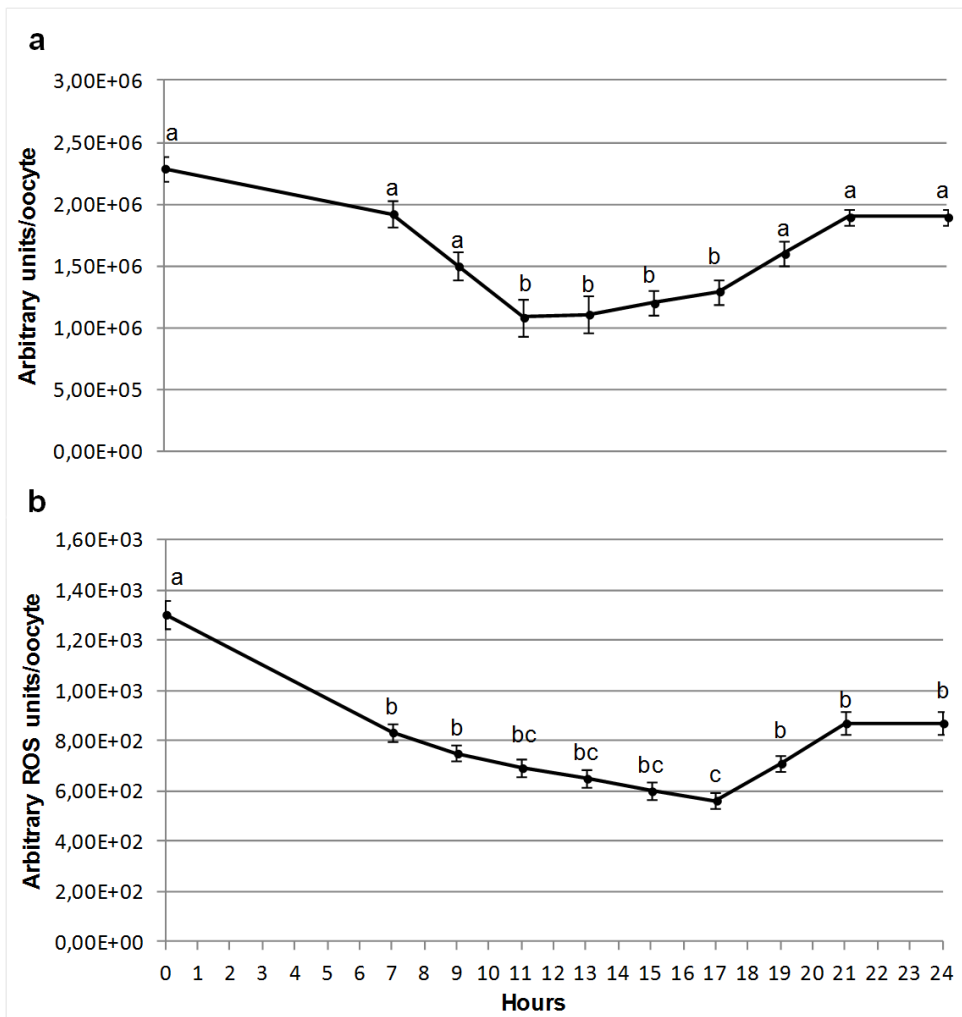 a
Arbitrary units/oocyte
3,00E+06
2,50E+06
2,00E+06
1,50E+06
1,00E+06
5,00E+05
0,00E+00
a a a b b b b a a a
b
Arbitrary ROS units/oocyte
1,60E+03
1,40E+03
1,20E+03
1,00E+03
8,00E+02
6,00E+02
4,00E+02
2,00E+02
0,00E+00
a b b bc bc bc c b b b
0 1 2 3 4 5 6 7 8 9 10 11 12 13 14 15 16 17 18 19 20 21 22 23 24
Hours